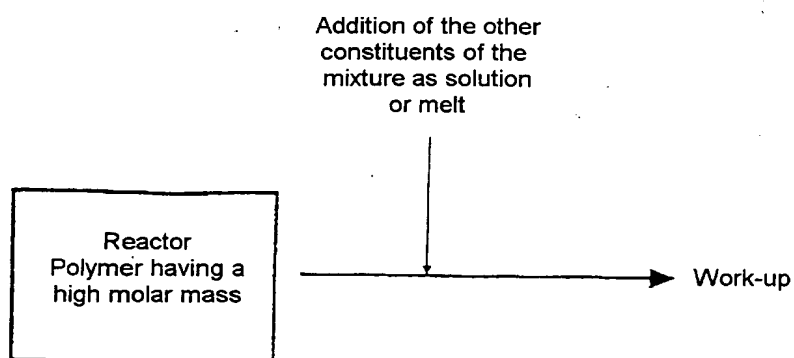 Addition of the other
constituents of the
mixture as solution
or melt
Reactor
Polymer having a
high molar mass
Work-up